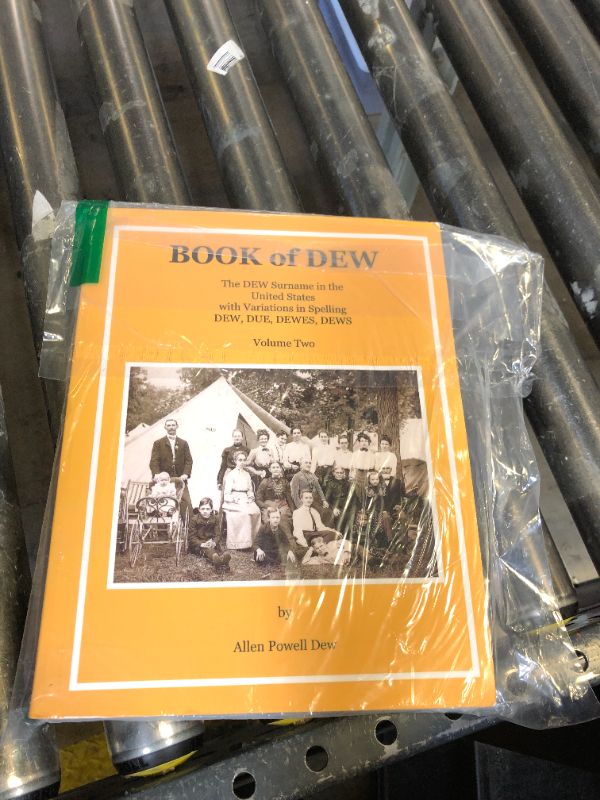 BOOK of DEW
The DEW Surname in the
United States
with Variations in Spelling
DEW, DUE, DEWES, DEWS
Volume Two
by
Allen Powell Dew